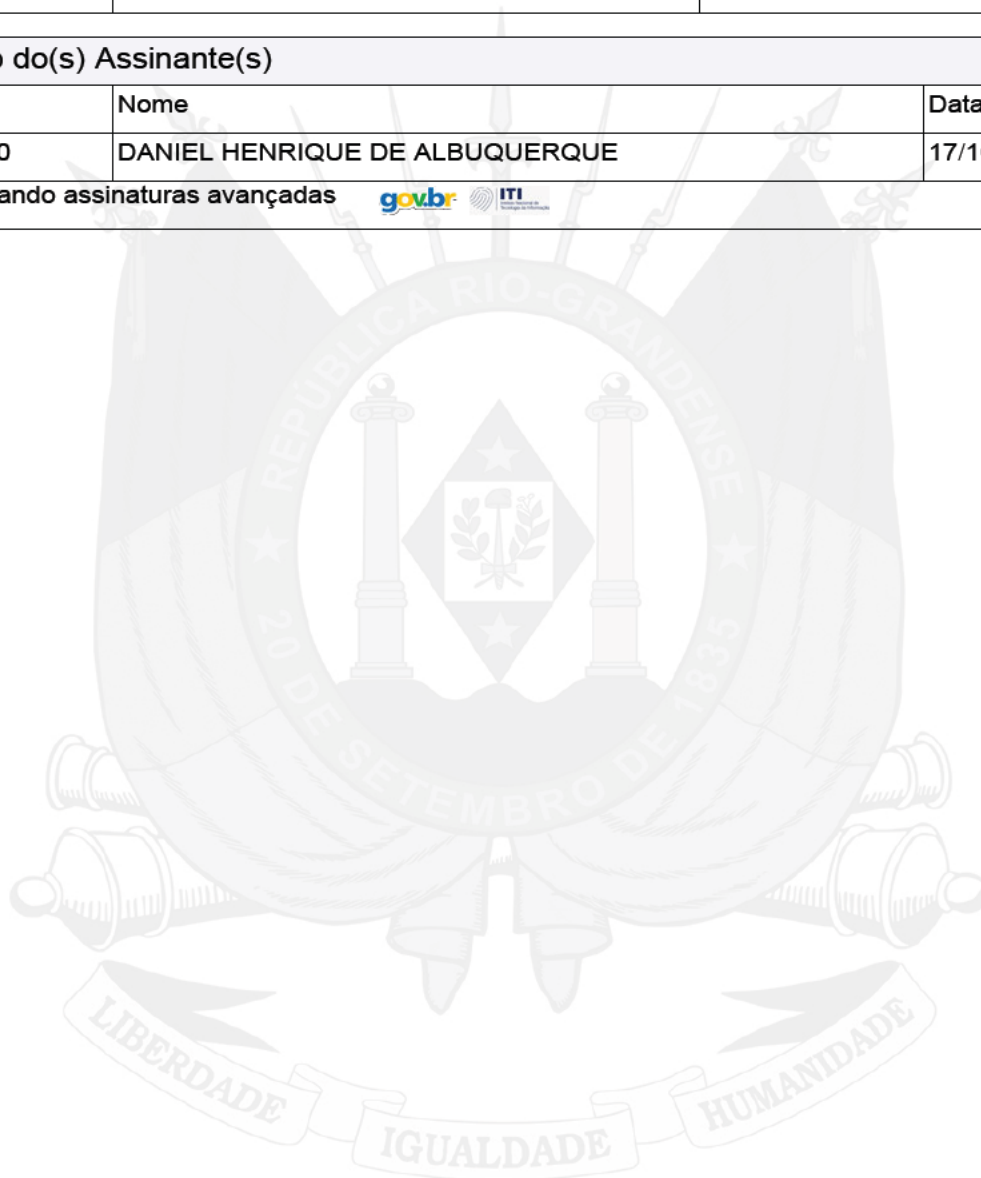 do(s) Assinante(s)
Nome Data
0 DANIEL HENRIQUE DE ALBUQUERQUE 17/1
ando assinaturas avançadas gov.br ITI
REPÚBLICA RIO-GRANDENSE
20 DE SETEMBRO DE 1835
LIBERDADE
IGUALDADE
HUMANIDADE